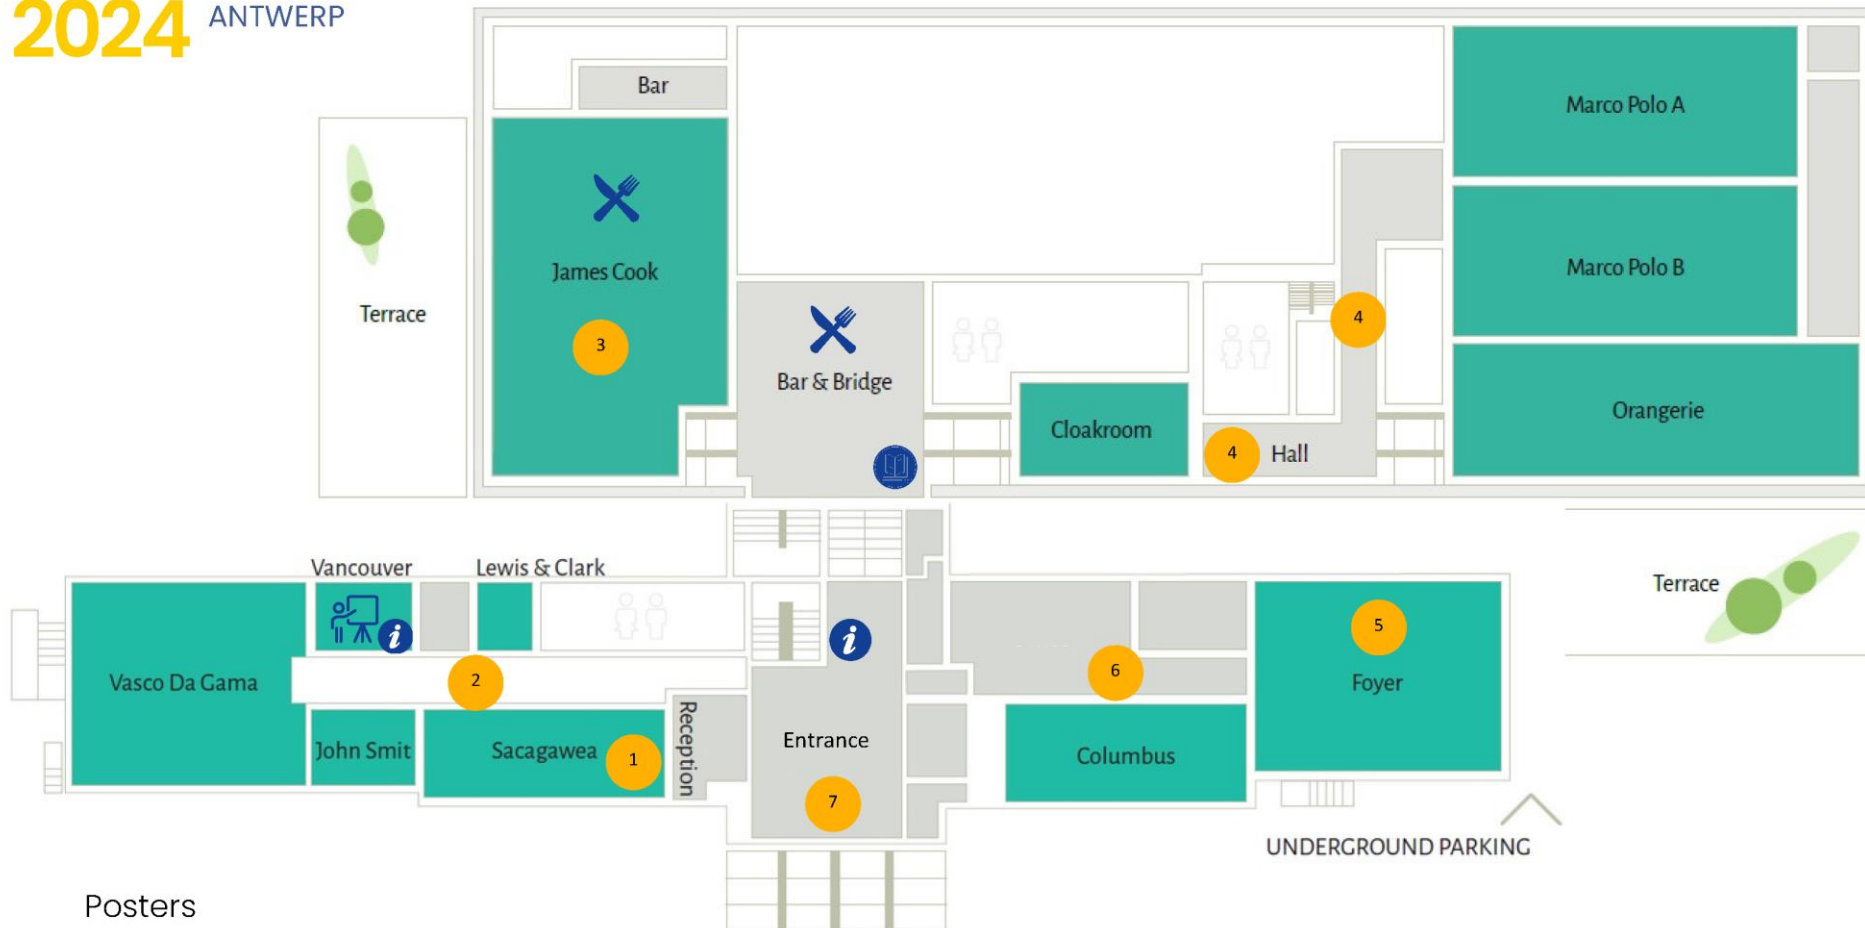 2024 ANTWERP
Bar
Marco Polo A
James Cook
Marco Polo B
Terrace
3
4
Bar & Bridge
Orangerie
Cloakroom
4
Hall
Vancouver
Lewis & Clark
Terrace
i
i
5
Vasco Da Gama
2
6
Foyer
John Smit
Sacagawea
1
Reception
Entrance
Columbus
7
UNDERGROUND PARKING
Posters